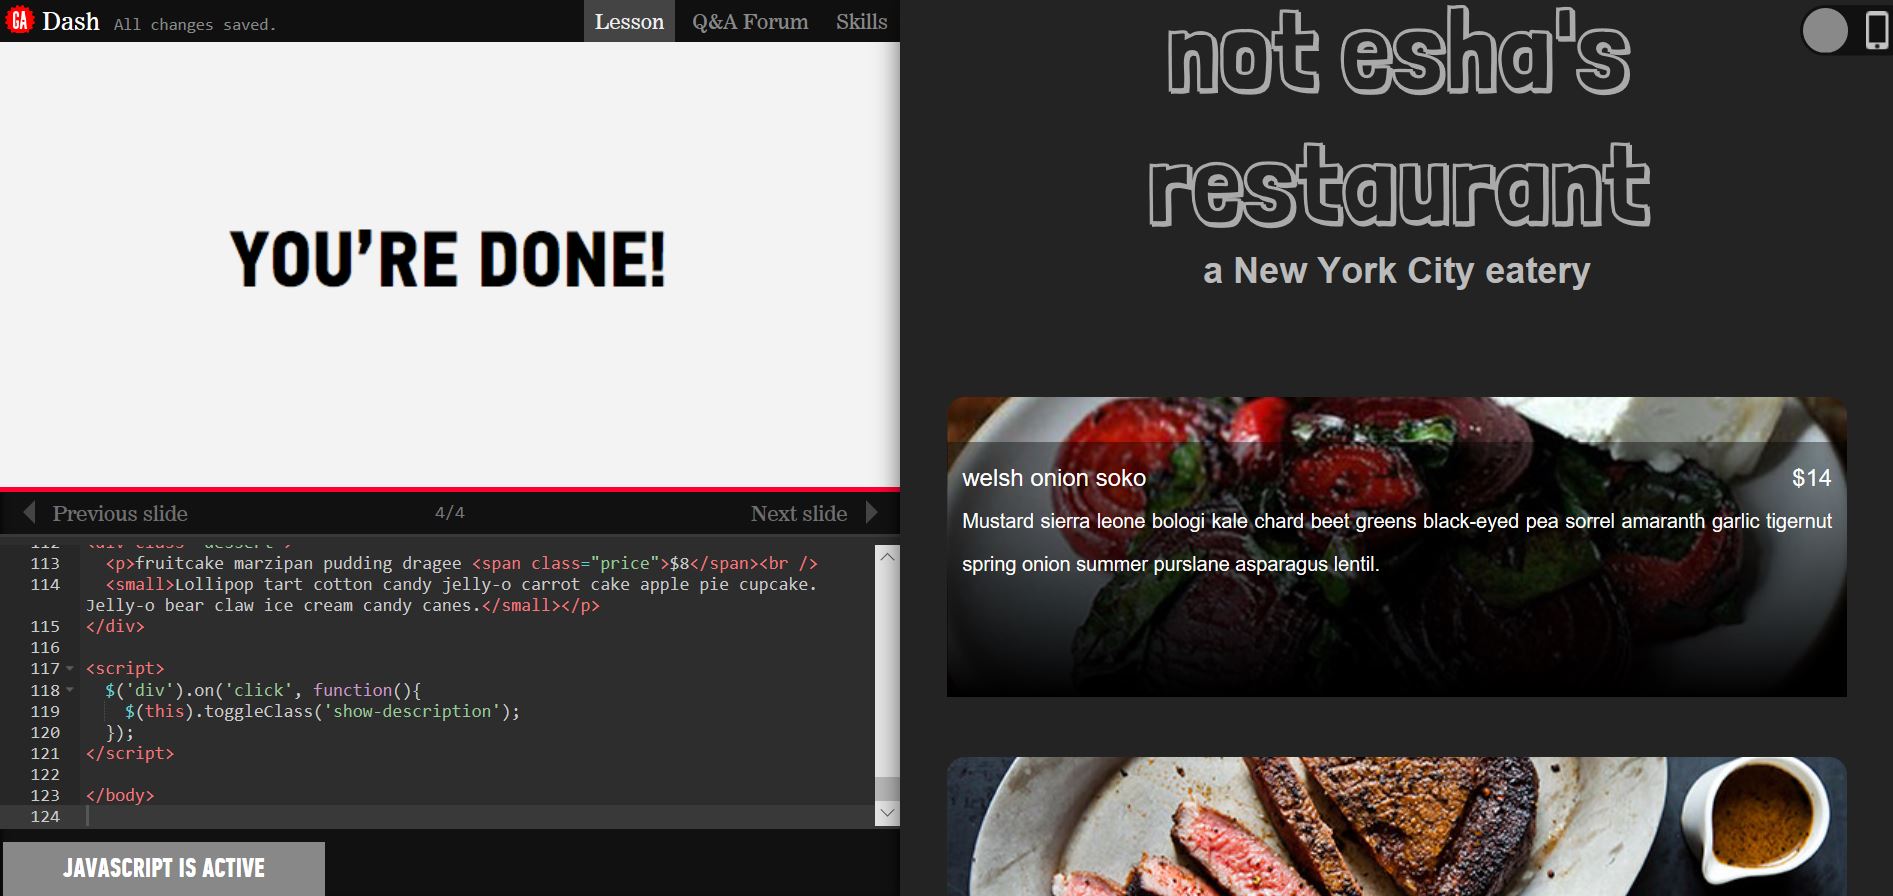 GA Dash All changes saved. Lesson Q&A Forum Skills
YOU’RE DONE!
Previous slide 4/4 Next slide
112 <div class="dessert">
113 <p>fruitcake marzipan pudding dragee <span class="price">$8</span><br />
114 <small>Lollipop tart cotton candy jelly-o carrot cake apple pie cupcake.
Jelly-o bear claw ice cream candy canes.</small></p>
115 </div>
116
117 <script>
118 $('div').on('click', function(){
119 $(this).toggleClass('show-description');
120 });
121 </script>
122
123 </body>
124
JAVASCRIPT IS ACTIVE
not esha's
restaurant
a New York City eatery
welsh onion soko $14
Mustard sierra leone bologi kale chard beet greens black-eyed pea sorrel amaranth garlic tigernut
spring onion summer purslane asparagus lentil.